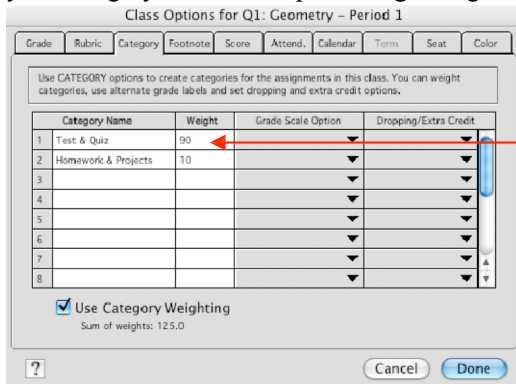 Class Options for Q1: Geometry – Period 1
Grade Rubric Category Footnote Score Attend. Calendar Term Seat Color
Use CATEGORY options to create categories for the assignments in this class. You can weight
categories, use alternate grade labels and set dropping and extra credit options.
Category Name Weight Grade Scale Option Dropping/Extra Credit
1 Test & Quiz 90
2 Homework & Projects 10
3
4
5
6
7
8
Use Category Weighting
Sum of weights: 125.0
? Cancel Done